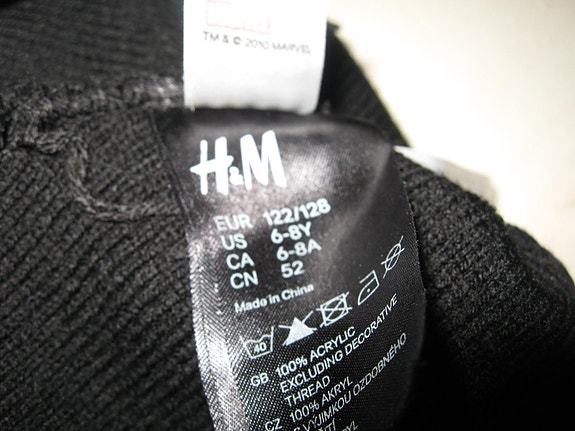 TM & © 2010 MARVEL
H&M
EUR 122/128
US 6-8Y
CA 6-8A
CN 52
Made in China
40
GB 100% ACRYLIC
EXCLUDING DECORATIVE
THREAD
CZ 100% AKRYL
S VYJIMKOU OZDOBNÉHO